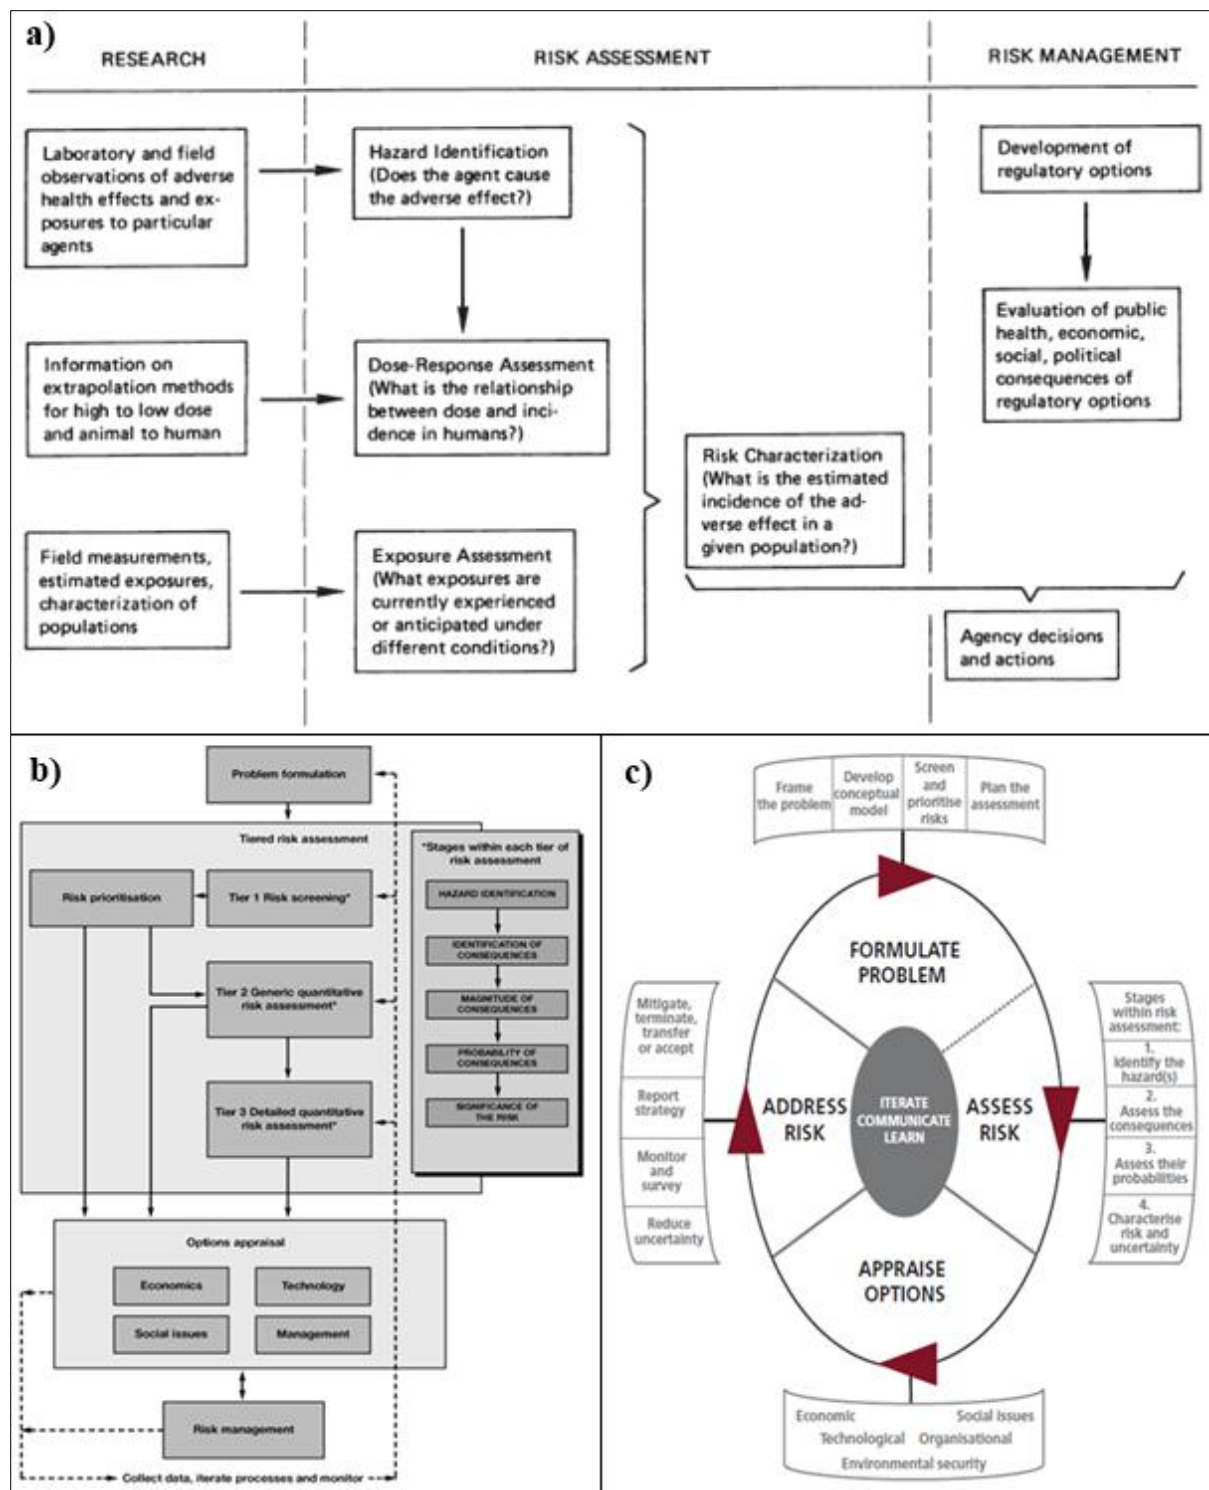 a)
RESEARCH
RISK ASSESSMENT
RISK MANAGEMENT
Laboratory and field
observations of adverse
health effects and ex-
posures to particular
agents
Hazard Identification
(Does the agent cause
the adverse effect?)
Development of
regulatory options
Information on
extrapolation methods
for high to low dose
and animal to human
Dose-Response Assessment
(What is the relationship
between dose and inci-
dence in humans?)
Evaluation of public
health, economic,
social, political
consequences of
regulatory options
Risk Characterization
(What is the estimated
incidence of the ad-
verse effect in a
given population?)
Field measurements,
estimated exposures,
characterization of
populations
Exposure Assessment
(What exposures are
currently experienced
or anticipated under
different conditions?)
Agency decisions
and actions
b)
Problem formulation
Tiered risk assessment
*Stages within each tier of
risk assessment
Risk prioritisation
Tier 1 Risk screening*
HAZARD IDENTIFICATION
IDENTIFICATION OF
CONSEQUENCES
Tier 2 Generic quantitative
risk assessment*
MAGNITUDE OF
CONSEQUENCES
PROBABILITY OF
CONSEQUENCES
Tier 3 Detailed quantitative
risk assessment*
SIGNIFICANCE OF
THE RISK
Options appraisal
Economics
Technology
Social issues
Management
Risk management
Collect data, iterate processes and monitor
c)
Frame
the problem
Develop
conceptual
model
Screen
and
prioritise
risks
Plan the
assessment
FORMULATE
PROBLEM
Mitigate,
terminate,
transfer
or accept
Report
strategy
Monitor
and
survey
Reduce
uncertainty
ADDRESS
RISK
ITERATE
COMMUNICATE
LEARN
ASSESS
RISK
Stages
within risk
assessment:
1.
Identify the
hazard(s)
2.
Assess the
consequences
3.
Assess their
probabilities
4.
Characterise
risk and
uncertainty
APPRAISE
OPTIONS
Economic
Social issues
Technological
Organisational
Environmental security